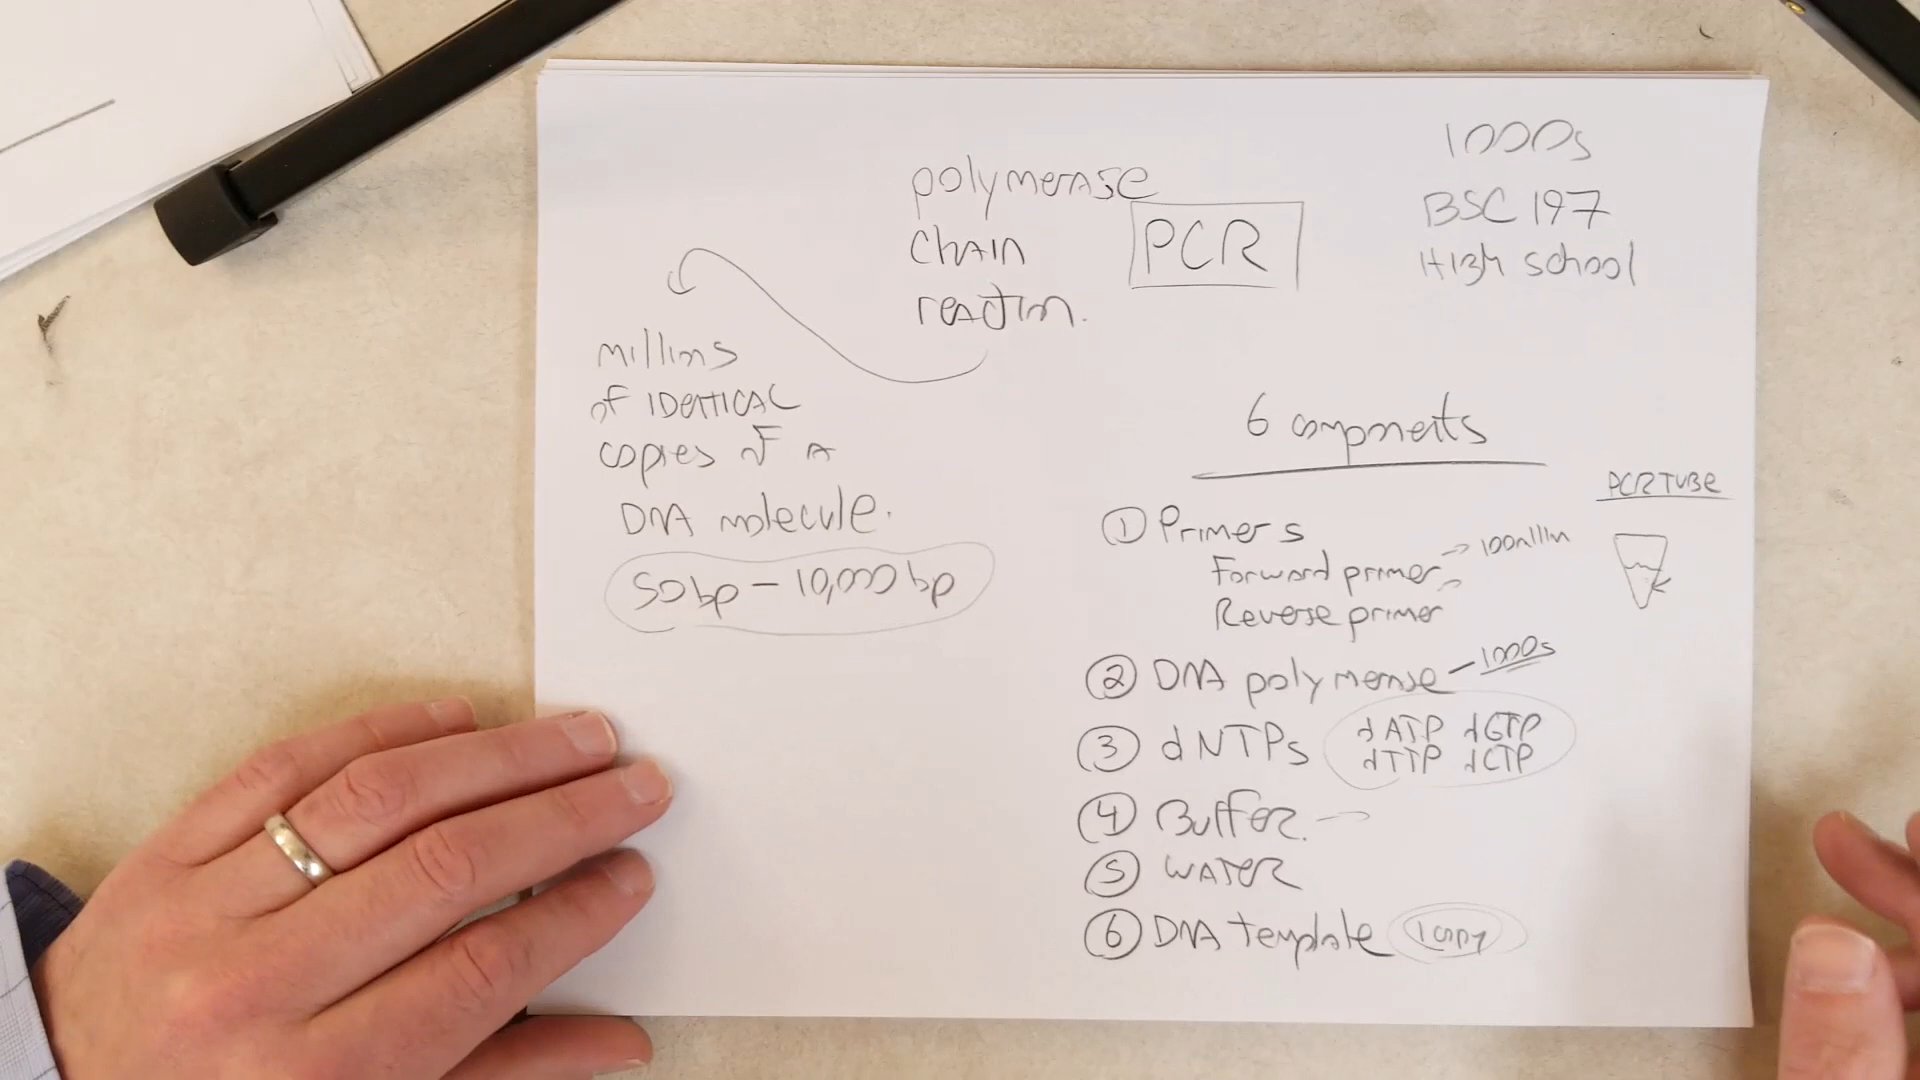 polymerase
chain
reaction.
PCR
1000s
BSC 197
High school
millions
of identical
copies of a
DNA molecule.
50bp - 10,000 bp
6 components
PCR TUBE
① Primers
Forward primer → 100 million
Reverse primer
② DNA polymerase - 1000s
③ dNTPs dATP dGTP
dTTP dCTP
④ Buffer. →
⑤ WATER
⑥ DNA template 1 copy